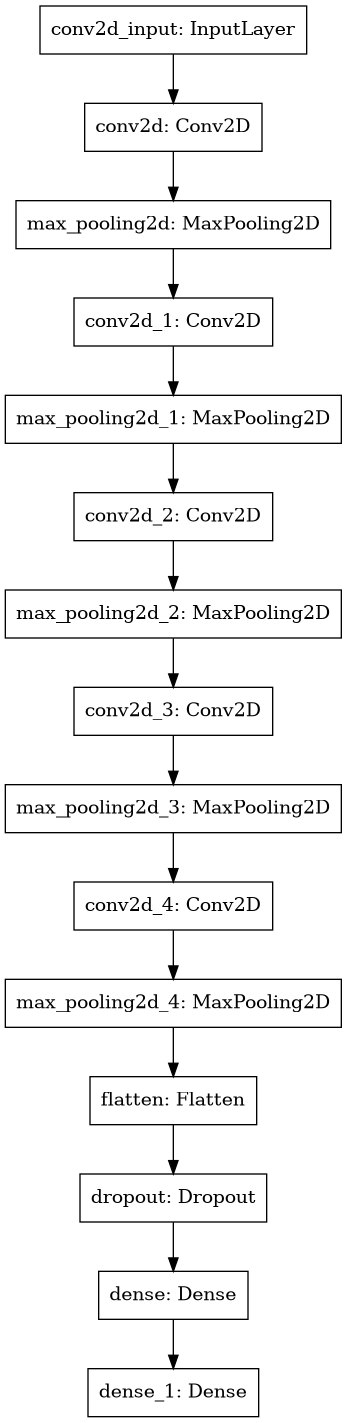 conv2d_input: InputLayer
conv2d: Conv2D
max_pooling2d: MaxPooling2D
conv2d_1: Conv2D
max_pooling2d_1: MaxPooling2D
conv2d_2: Conv2D
max_pooling2d_2: MaxPooling2D
conv2d_3: Conv2D
max_pooling2d_3: MaxPooling2D
conv2d_4: Conv2D
max_pooling2d_4: MaxPooling2D
flatten: Flatten
dropout: Dropout
dense: Dense
dense_1: Dense